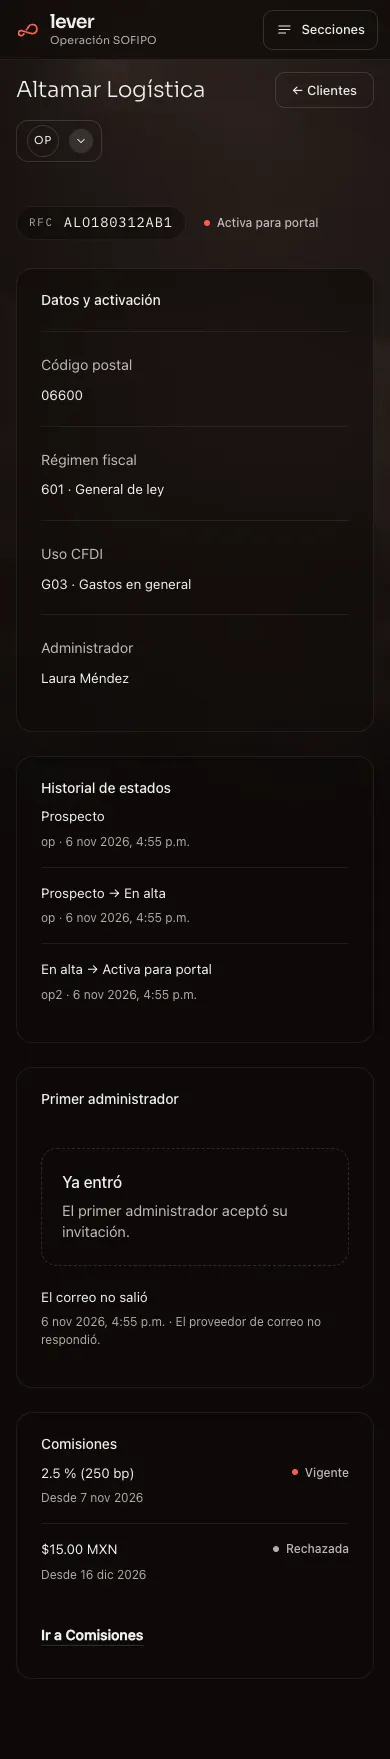 lever
Operación SOFIPO
Secciones
Altamar Logística
← Clientes
OP
RFC ALO180312AB1
Activa para portal
Datos y activación
Código postal
06600
Régimen fiscal
601 · General de ley
Uso CFDI
G03 · Gastos en general
Administrador
Laura Méndez
Historial de estados
Prospecto
op · 6 nov 2026, 4:55 p.m.
Prospecto → En alta
op · 6 nov 2026, 4:55 p.m.
En alta → Activa para portal
op2 · 6 nov 2026, 4:55 p.m.
Primer administrador
Ya entró
El primer administrador aceptó su
invitación.
El correo no salió
6 nov 2026, 4:55 p.m. · El proveedor de correo no
respondió.
Comisiones
2.5 % (250 bp)
Vigente
Desde 7 nov 2026
$15.00 MXN
Rechazada
Desde 16 dic 2026
Ir a Comisiones